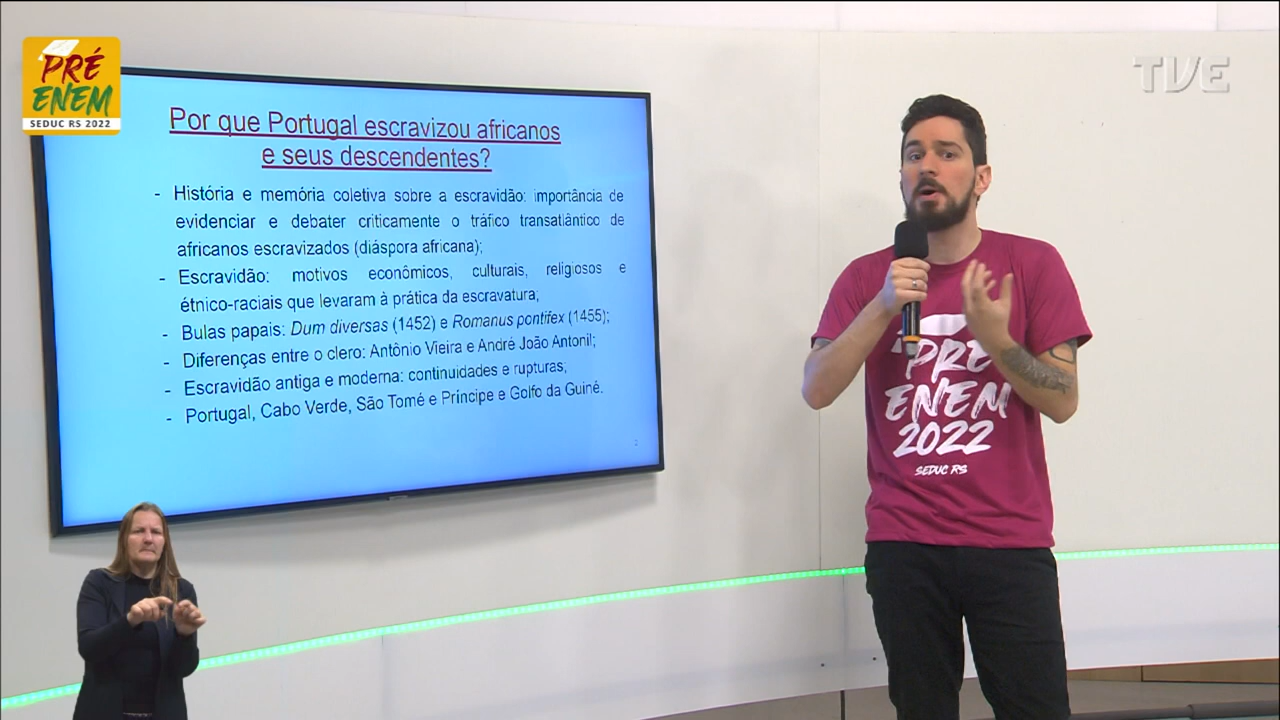 PRÉ
ENEM
SEDUC RS 2022
TVE
Por que Portugal escravizou africanos
e seus descendentes?
- História e memória coletiva sobre a escravidão: importância de
evidenciar e debater criticamente o tráfico transatlântico de
africanos escravizados (diáspora africana);
- Escravidão: motivos econômicos, culturais, religiosos e
étnico-raciais que levaram à prática da escravatura;
- Bulas papais: Dum diversas (1452) e Romanus pontifex (1455);
- Diferenças entre o clero: Antônio Vieira e André João Antonil;
- Escravidão antiga e moderna: continuidades e rupturas;
- Portugal, Cabo Verde, São Tomé e Príncipe e Golfo da Guiné.
PRÉ
ENEM
2022
SEDUC RS